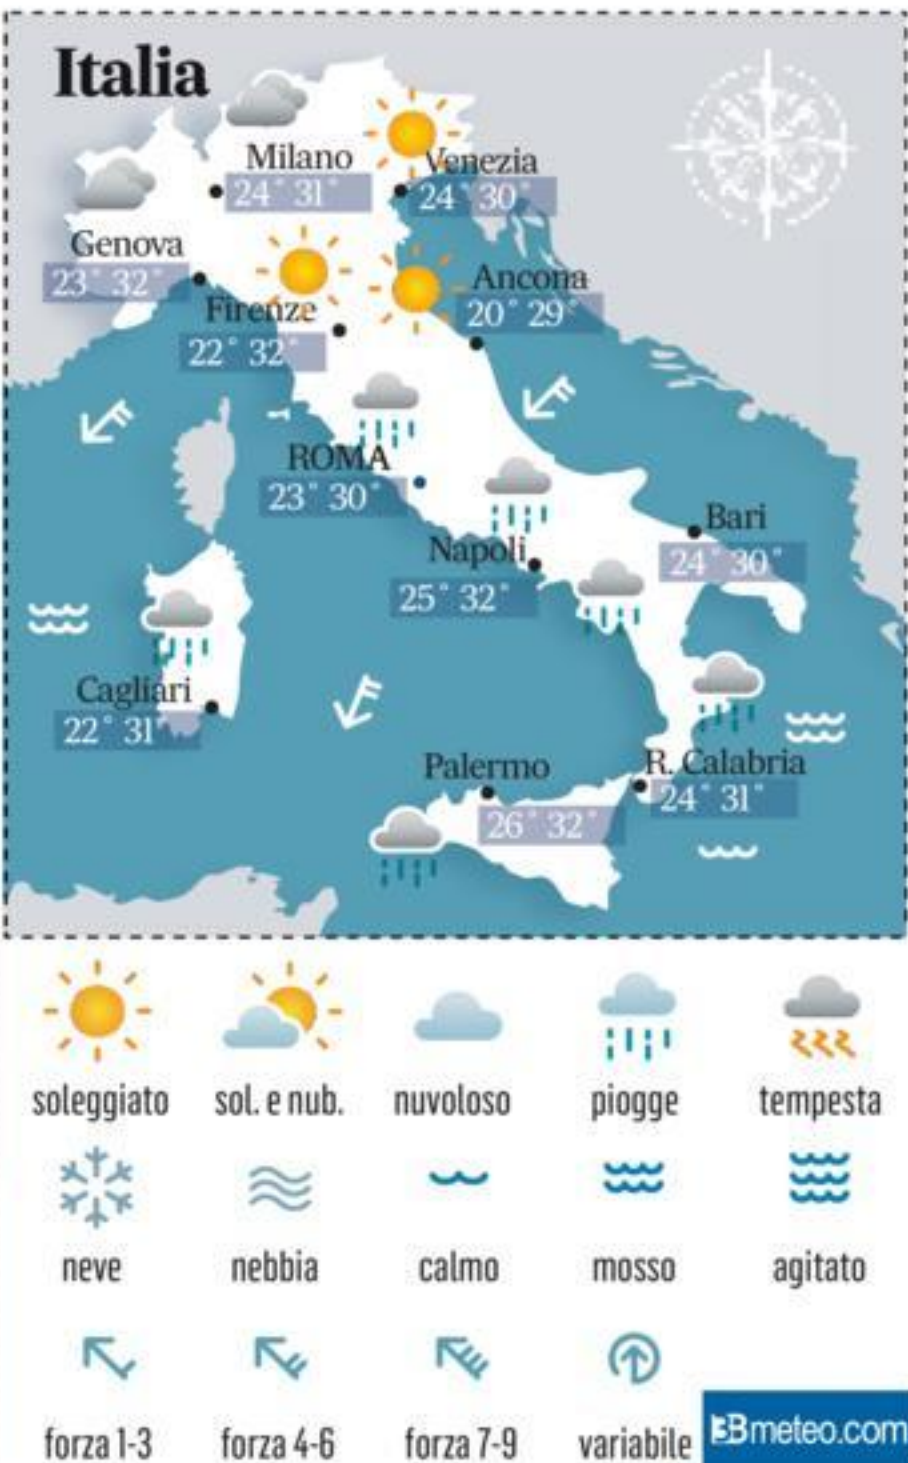 Italia
Milano
24° 31°
Venezia
24° 30°
Genova
23° 32°
Firenze
22° 32°
Ancona
20° 29°
ROMA
23° 30°
Napoli
25° 32°
Bari
24° 30°
Cagliari
22° 31°
Palermo
26° 32°
R. Calabria
24° 31°
soleggiato
sol. e nub.
nuvoloso
piogge
tempesta
neve
nebbia
calmo
mosso
agitato
forza 1-3
forza 4-6
forza 7-9
variabile
3Bmeteo.com